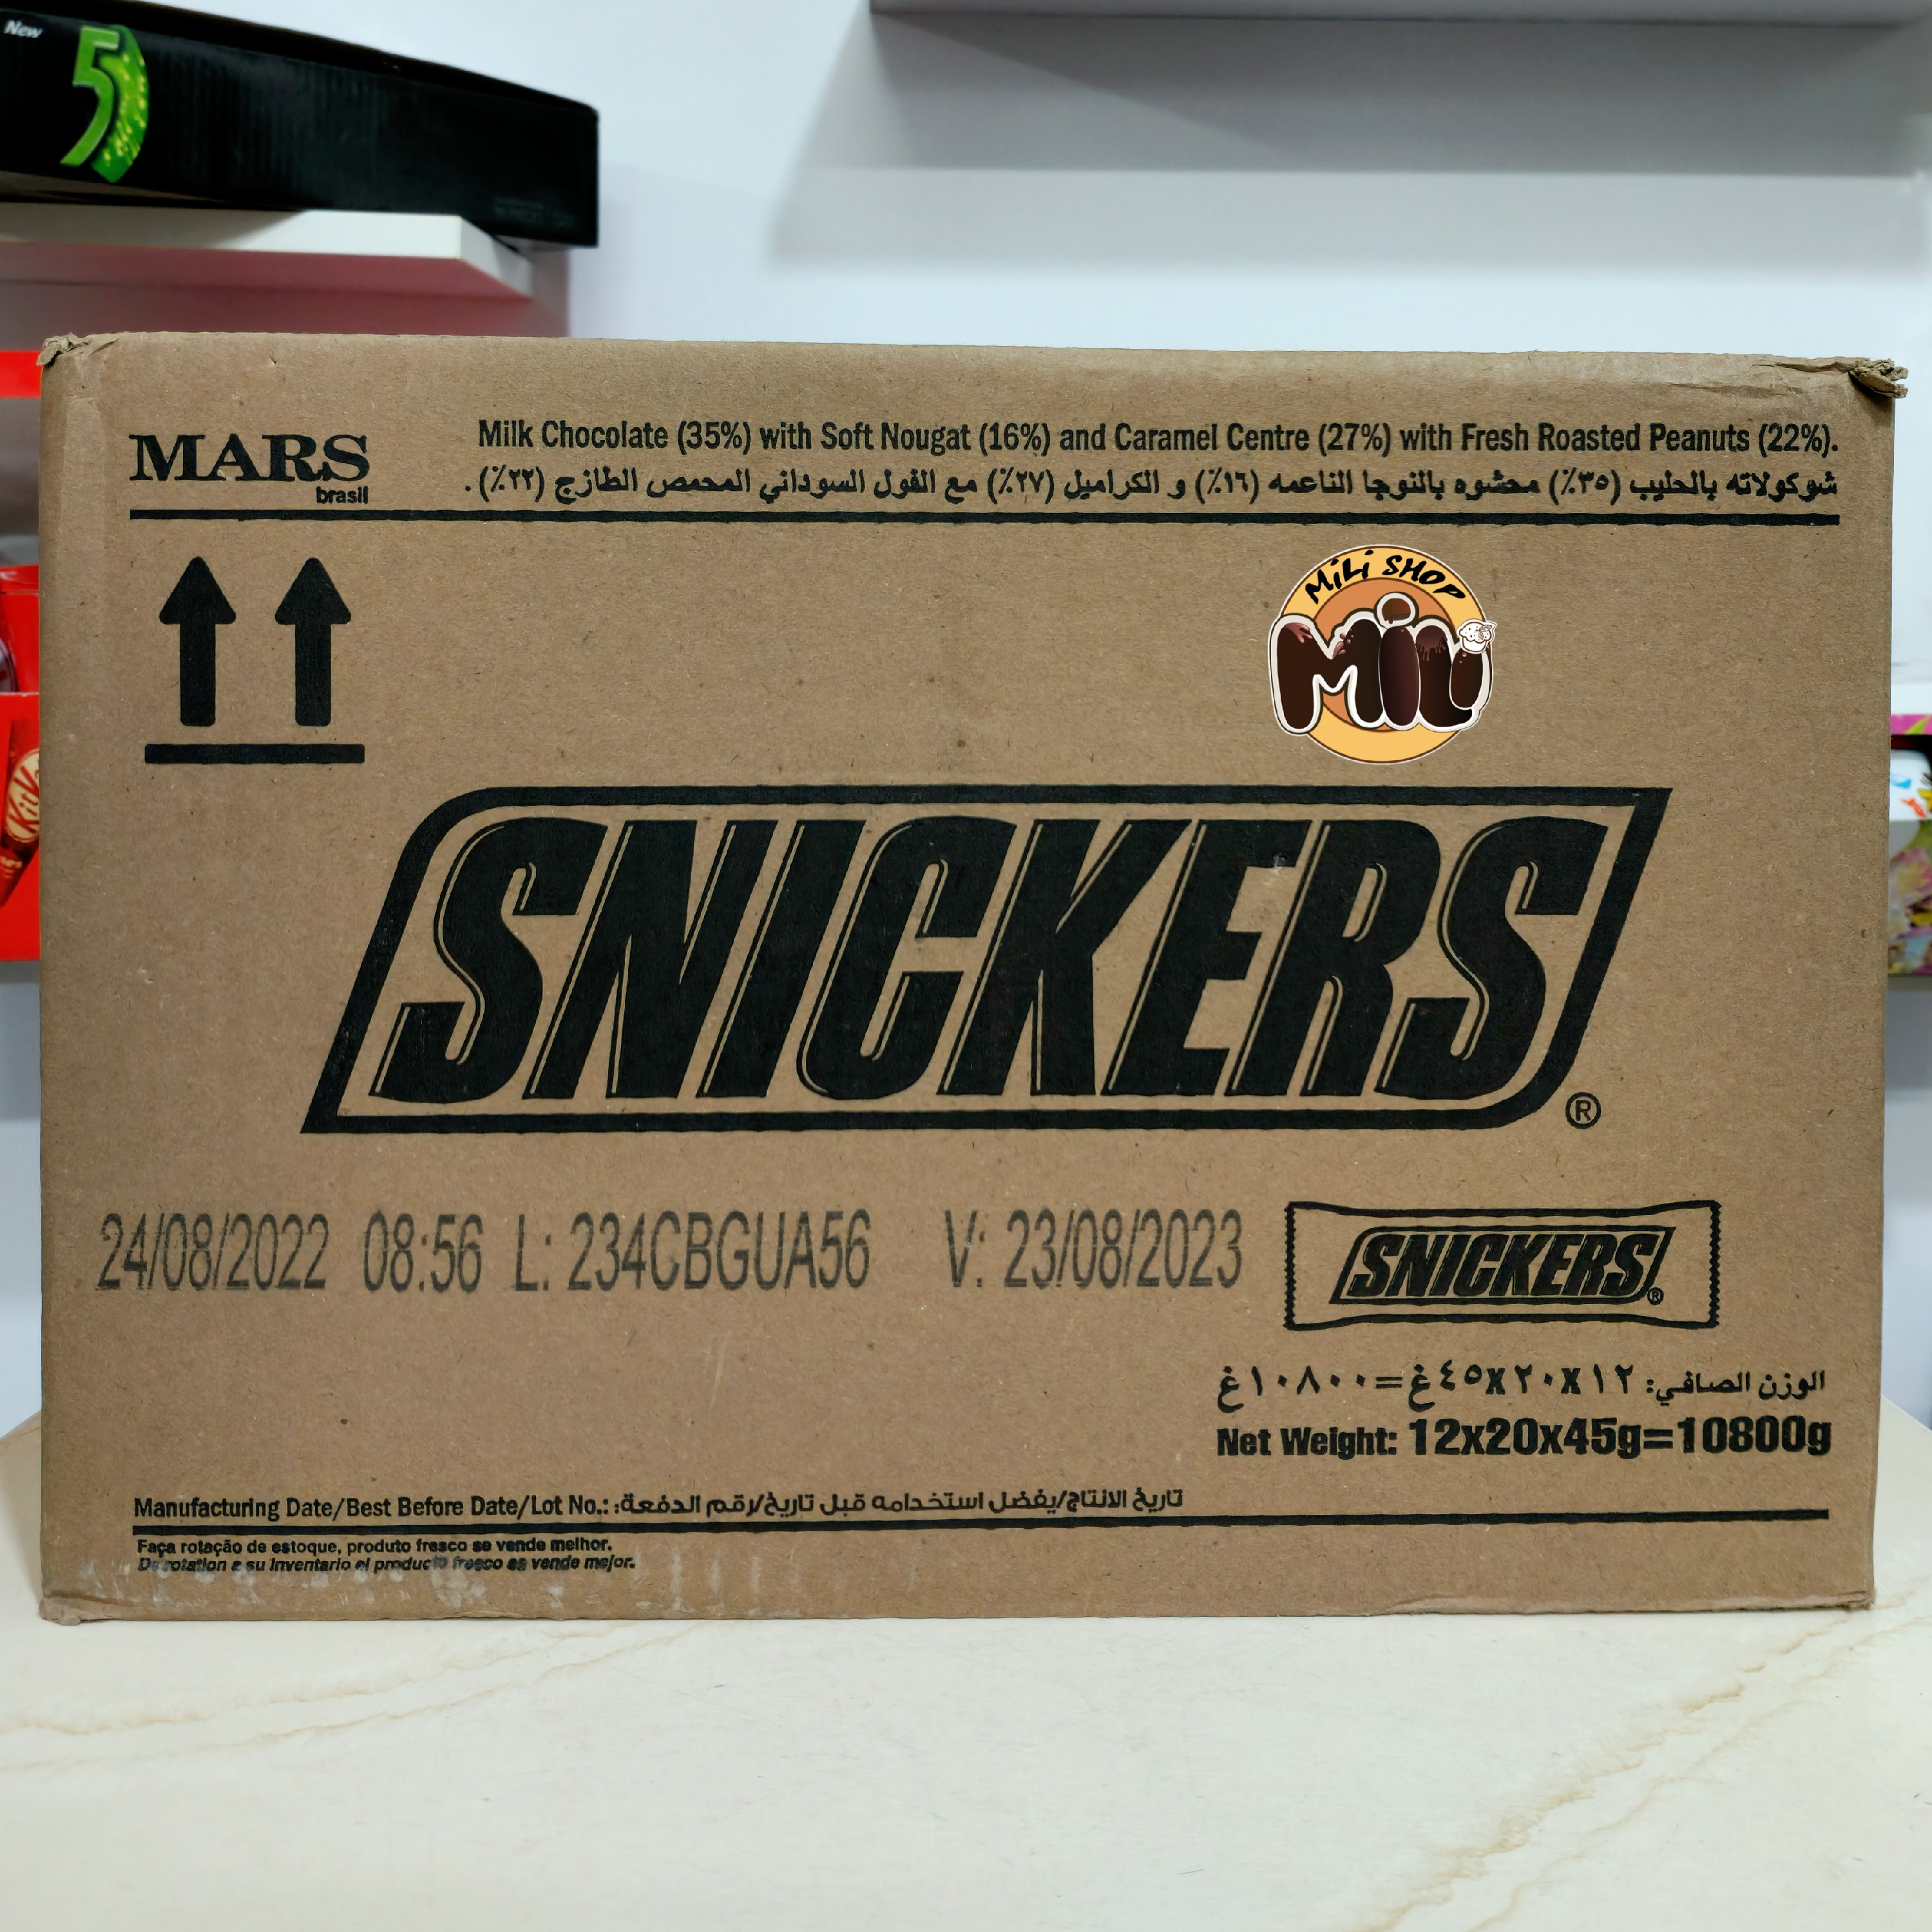 New
5
MARS
brasil
Milk Chocolate (35%) with Soft Nougat (16%) and Caramel Centre (27%) with Fresh Roasted Peanuts (22%).
شوكولاته بالحليب (٣٥٪) محشوه بالنوجا الناعمه (١٦٪) و الكراميل (٢٧٪) مع الفول السوداني المحمص الطازج (٢٢٪).
MiLi SHOP
MiLi
KitK
SNICKERS®
24/08/2022 08:56 L: 234CBGUA56 V: 23/08/2023
SNICKERS®
الوزن الصافي: ١٢x٢٠x٤٥غ=١٠٨٠٠غ
Net Weight: 12x20x45g=10800g
Manufacturing Date/Best Before Date/Lot No.: تاريخ الانتاج/يفضل استخدامه قبل تاريخ/رقم الدفعة:
Faça rotação de estoque, produto fresco se vende melhor.
De rotation a su inventario el producto fresco se vende mejor.